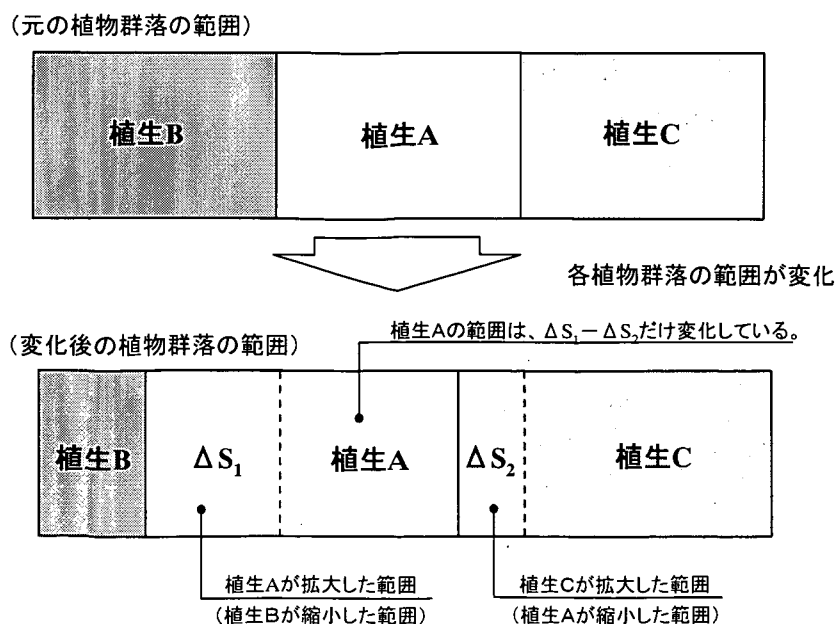 （元の植物群落の範囲）
植生B
植生A
植生C
各植物群落の範囲が変化
（変化後の植物群落の範囲）
植生Aの範囲は、ΔS₁－ΔS₂だけ変化している。
植生B
ΔS₁
植生A
ΔS₂
植生C
植生Aが拡大した範囲
（植生Bが縮小した範囲）
植生Cが拡大した範囲
（植生Aが縮小した範囲）